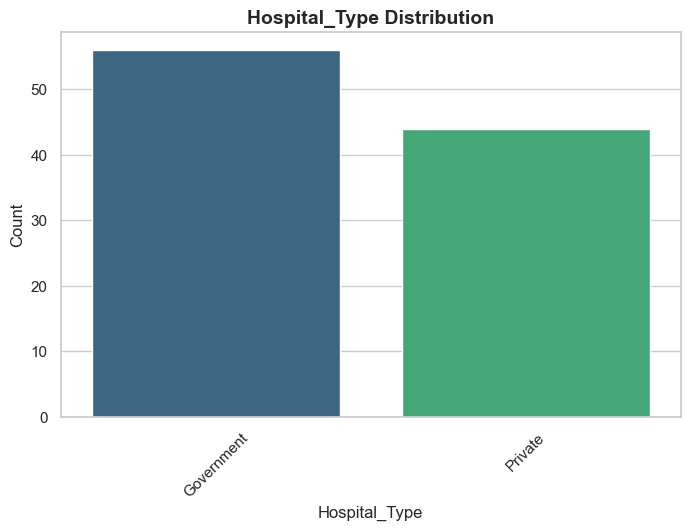 Hospital_Type Distribution
50
40
30
20
10
0
Count
Government
Private
Hospital_Type